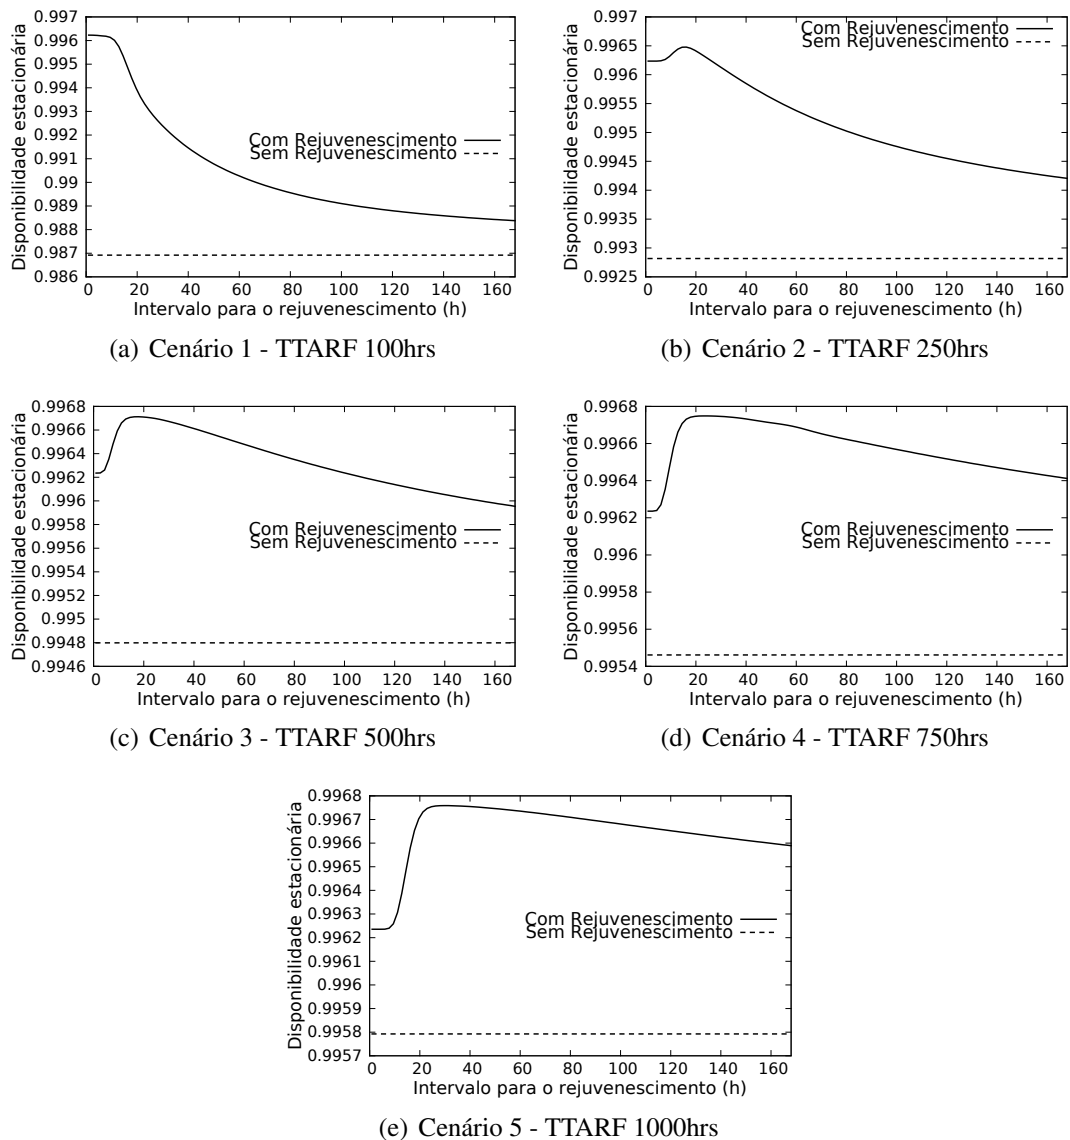 0.997
0.996
0.995
0.994
0.993
0.992
0.991
0.99
0.989
0.988
0.987
0.986
Disponibilidade estacionária
Com Rejuvenescimento
Sem Rejuvenescimento
0 20 40 60 80 100 120 140 160
Intervalo para o rejuvenescimento (h)
(a) Cenário 1 - TTARF 100hrs
0.997
0.9965
0.996
0.9955
0.995
0.9945
0.994
0.9935
0.993
0.9925
Disponibilidade estacionária
Com Rejuvenescimento
Sem Rejuvenescimento
0 20 40 60 80 100 120 140 160
Intervalo para o rejuvenescimento (h)
(b) Cenário 2 - TTARF 250hrs
0.9968
0.9966
0.9964
0.9962
0.996
0.9958
0.9956
0.9954
0.9952
0.995
0.9948
0.9946
Disponibilidade estacionária
Com Rejuvenescimento
Sem Rejuvenescimento
0 20 40 60 80 100 120 140 160
Intervalo para o rejuvenescimento (h)
(c) Cenário 3 - TTARF 500hrs
0.9968
0.9966
0.9964
0.9962
0.996
0.9958
0.9956
0.9954
Disponibilidade estacionária
Com Rejuvenescimento
Sem Rejuvenescimento
0 20 40 60 80 100 120 140 160
Intervalo para o rejuvenescimento (h)
(d) Cenário 4 - TTARF 750hrs
0.9968
0.9967
0.9966
0.9965
0.9964
0.9963
0.9962
0.9961
0.996
0.9959
0.9958
0.9957
Disponibilidade estacionária
Com Rejuvenescimento
Sem Rejuvenescimento
0 20 40 60 80 100 120 140 160
Intervalo para o rejuvenescimento (h)
(e) Cenário 5 - TTARF 1000hrs